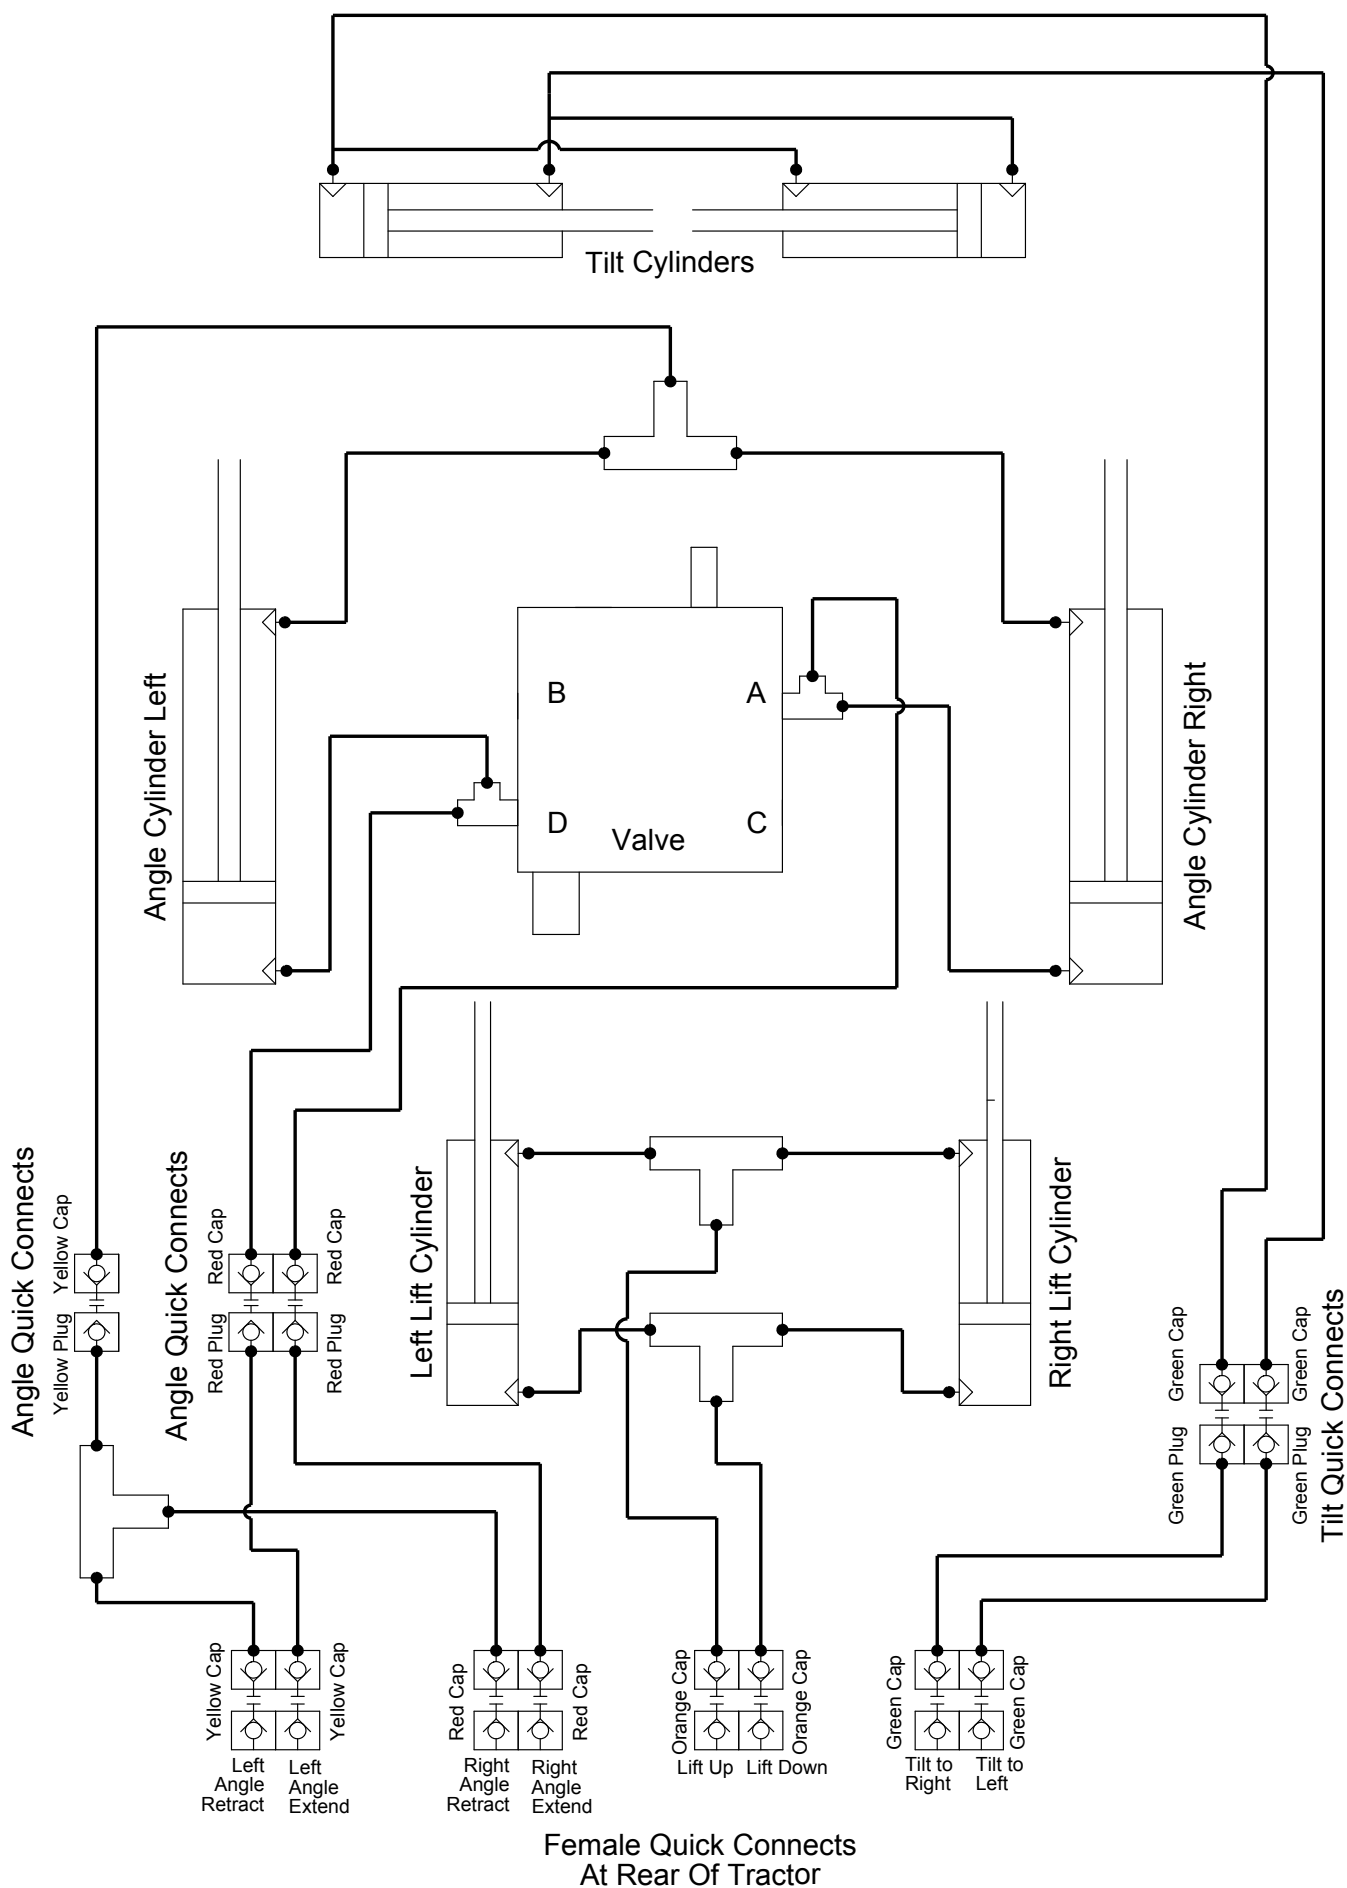 Tilt Cylinders
Angle Cylinder Left
B
A
D
C
Valve
Angle Cylinder Right
Angle Quick Connects
Yellow Cap
Yellow Plug
Angle Quick Connects
Red Cap
Red Plug
Red Cap
Red Plug
Left Lift Cylinder
Right Lift Cylinder
Green Cap
Green Plug
Green Cap
Green Plug
Tilt Quick Connects
Yellow Cap
Yellow Cap
Red Cap
Red Cap
Orange Cap
Orange Cap
Green Cap
Green Cap
Left
Angle
Retract
Left
Angle
Extend
Right
Angle
Retract
Right
Angle
Extend
Lift Up
Lift Down
Tilt to
Right
Tilt to
Left
Female Quick Connects
At Rear Of Tractor